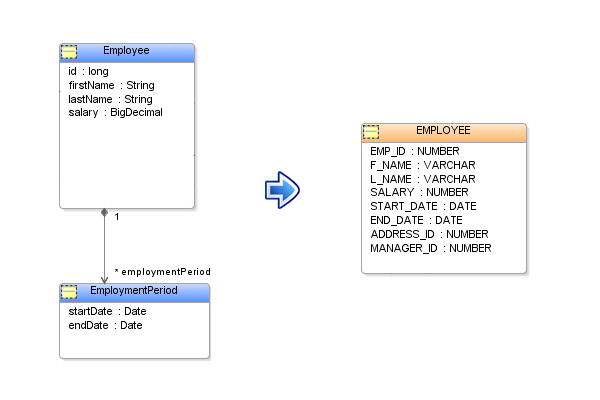 Employee
id : long
firstName : String
lastName : String
salary : BigDecimal
1
* employmentPeriod
EmploymentPeriod
startDate : Date
endDate : Date
EMPLOYEE
EMP_ID : NUMBER
F_NAME : VARCHAR
L_NAME : VARCHAR
SALARY : NUMBER
START_DATE : DATE
END_DATE : DATE
ADDRESS_ID : NUMBER
MANAGER_ID : NUMBER